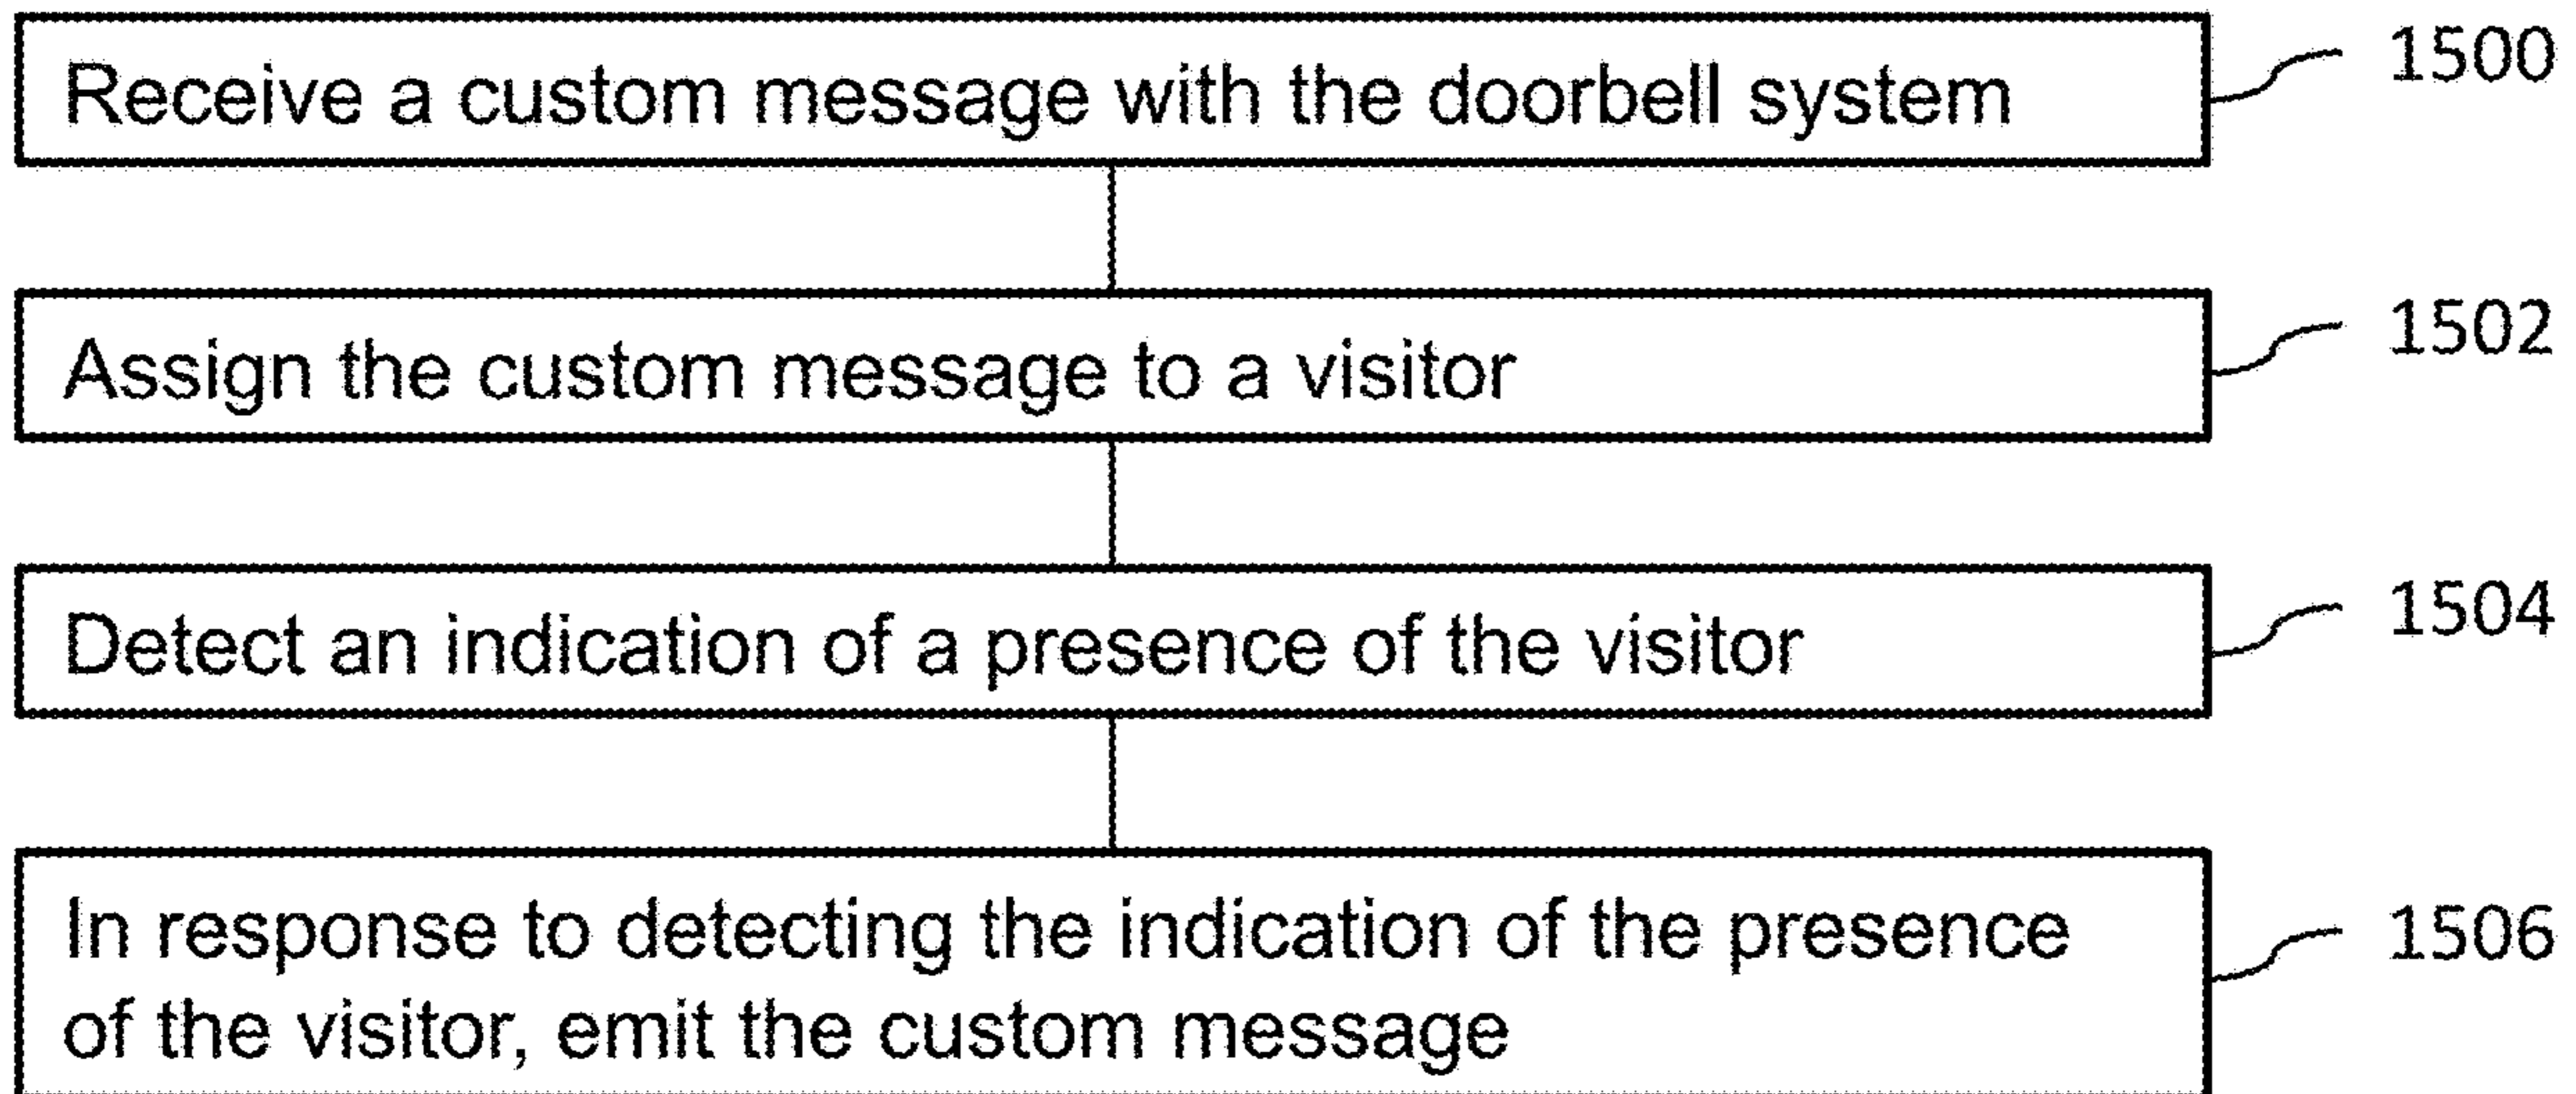 Receive a custom message with the doorbell system 1500
Assign the custom message to a visitor 1502
Detect an indication of a presence of the visitor 1504
In response to detecting the indication of the presence 1506
of the visitor, emit the custom message